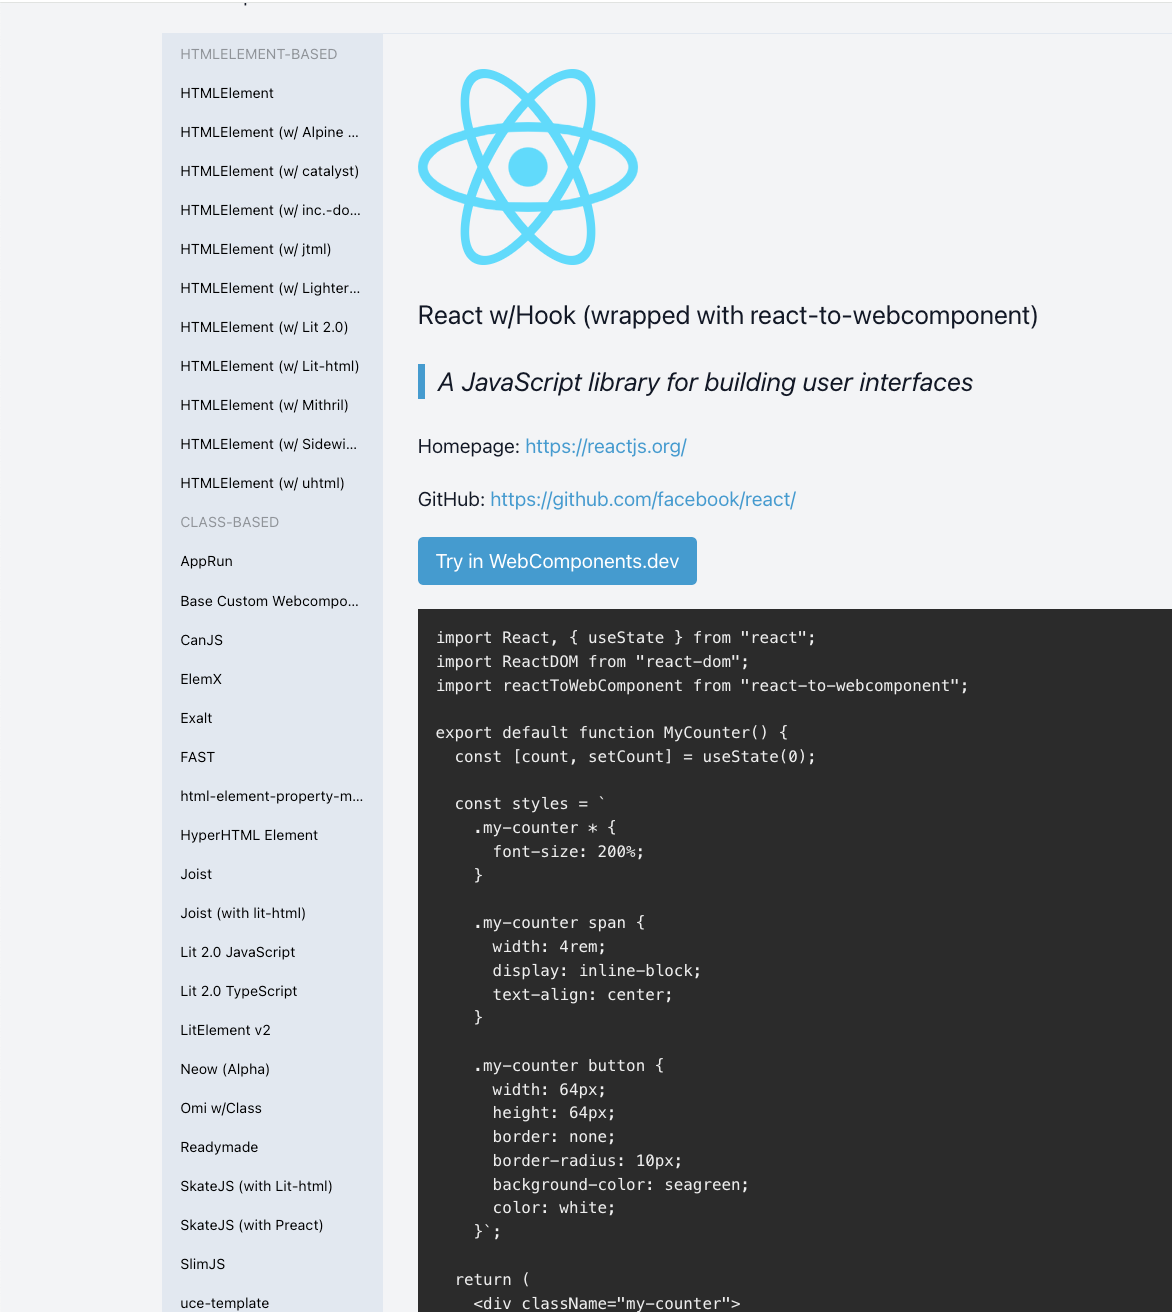 HTMLELEMENT-BASED
HTMLElement
HTMLElement (w/ Alpine ...
HTMLElement (w/ catalyst)
HTMLElement (w/ inc.-do...
HTMLElement (w/ jtml)
HTMLElement (w/ Lighter...
HTMLElement (w/ Lit 2.0)
HTMLElement (w/ Lit-html)
HTMLElement (w/ Mithril)
HTMLElement (w/ Sidewi...
HTMLElement (w/ uhtml)
CLASS-BASED
AppRun
Base Custom Webcompo...
CanJS
ElemX
Exalt
FAST
html-element-property-m...
HyperHTML Element
Joist
Joist (with lit-html)
Lit 2.0 JavaScript
Lit 2.0 TypeScript
LitElement v2
Neow (Alpha)
Omi w/Class
Readymade
SkateJS (with Lit-html)
SkateJS (with Preact)
SlimJS
uce-template
React w/Hook (wrapped with react-to-webcomponent)
A JavaScript library for building user interfaces
Homepage: https://reactjs.org/
GitHub: https://github.com/facebook/react/
Try in WebComponents.dev
import React, { useState } from "react";
import ReactDOM from "react-dom";
import reactToWebComponent from "react-to-webcomponent";
export default function MyCounter() {
  const [count, setCount] = useState(0);
  const styles = `
    .my-counter * {
      font-size: 200%;
    }
    .my-counter span {
      width: 4rem;
      display: inline-block;
      text-align: center;
    }
    .my-counter button {
      width: 64px;
      height: 64px;
      border: none;
      border-radius: 10px;
      background-color: seagreen;
      color: white;
    }`;
  return (
    <div className="my-counter">